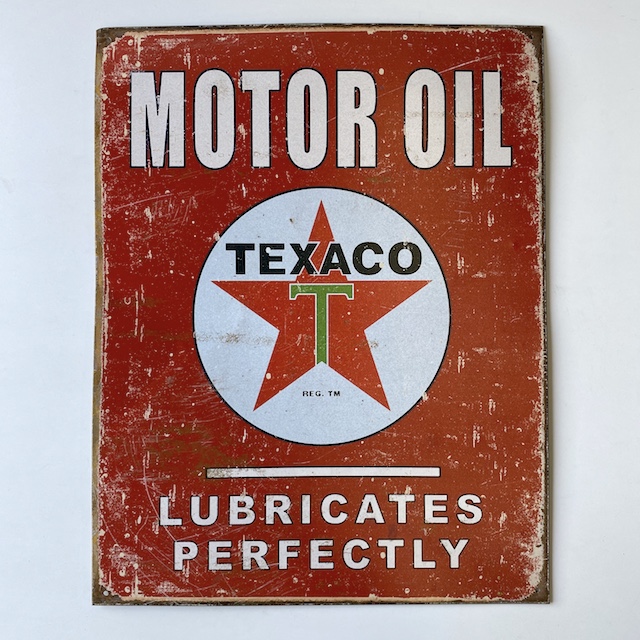 MOTOR OIL
TEXACO
T
REG. TM
LUBRICATES
PERFECTLY